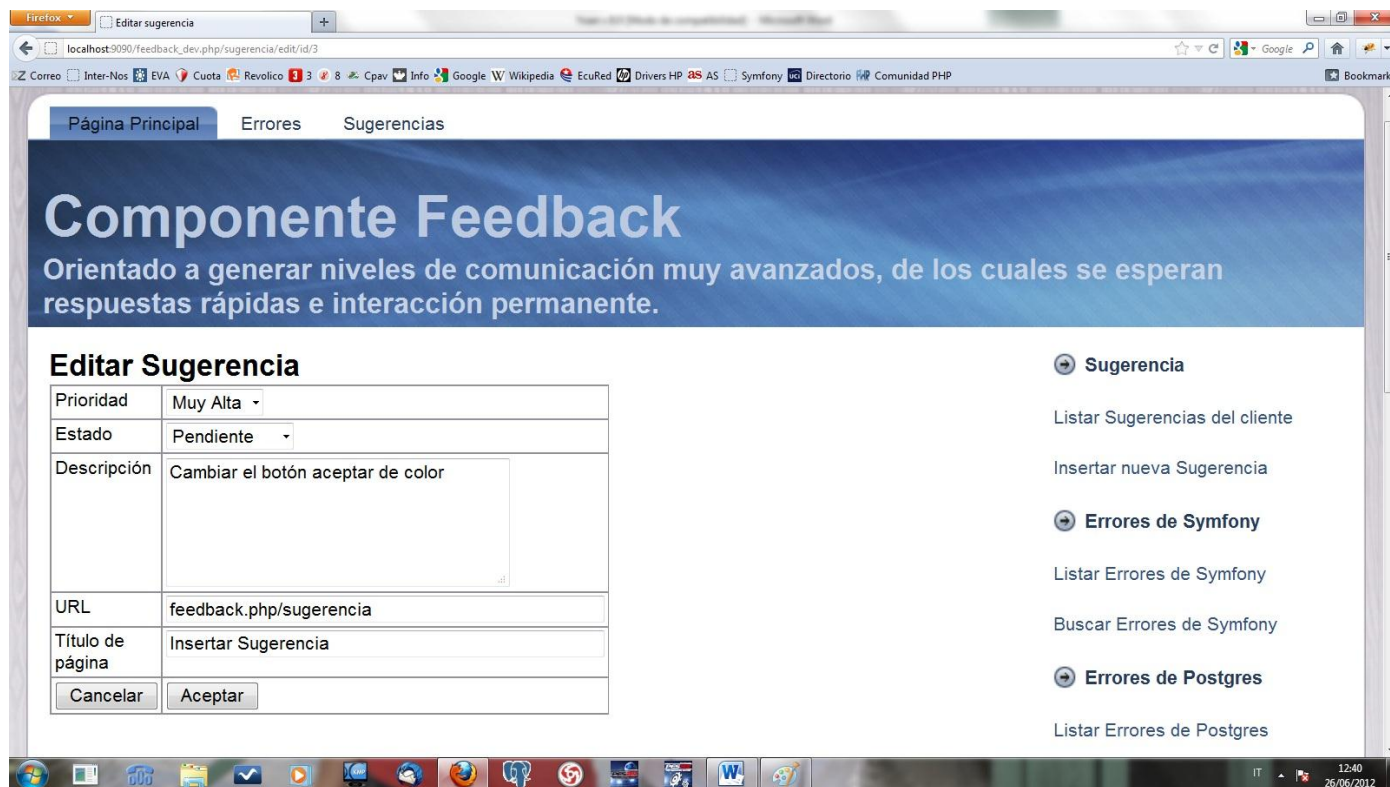 Firefox
Editar sugerencia
localhost:9090/feedback_dev.php/sugerencia/edit/id/3
Google
Correo Inter-Nos EVA Cuota Revolico 3 8 Cpav Info Google Wikipedia EcuRed Drivers HP AS Symfony Directorio Comunidad PHP Bookmark
Página Principal Errores Sugerencias
Componente Feedback
Orientado a generar niveles de comunicación muy avanzados, de los cuales se esperan
respuestas rápidas e interacción permanente.
Editar Sugerencia
Prioridad Muy Alta
Estado Pendiente
Descripción Cambiar el botón aceptar de color
URL feedback.php/sugerencia
Título de página Insertar Sugerencia
Cancelar Aceptar
Sugerencia
Listar Sugerencias del cliente
Insertar nueva Sugerencia
Errores de Symfony
Listar Errores de Symfony
Buscar Errores de Symfony
Errores de Postgres
Listar Errores de Postgres
IT
12:40
26/06/2012